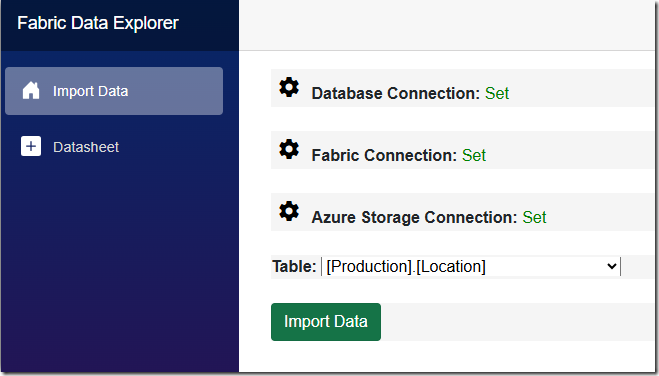 Fabric Data Explorer
Import Data
Datasheet
Database Connection: Set
Fabric Connection: Set
Azure Storage Connection: Set
Table: [Production].[Location]
Import Data